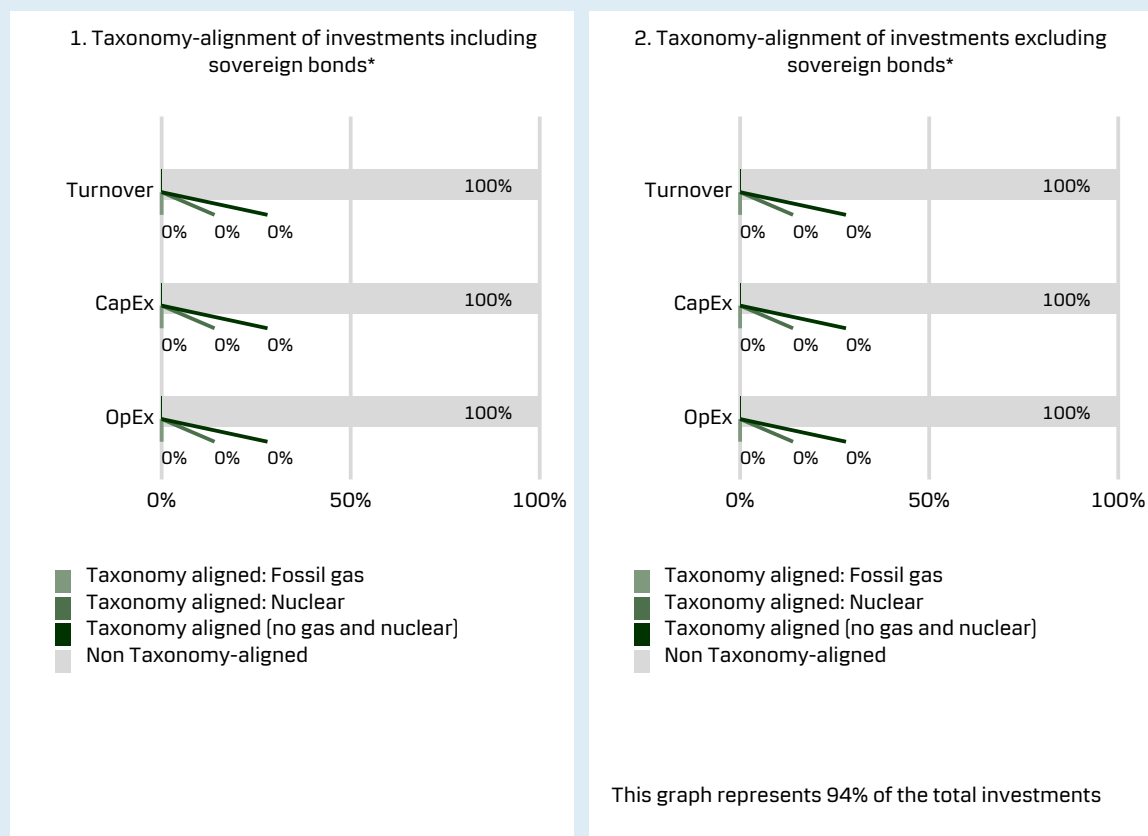 1. Taxonomy-alignment of investments including
sovereign bonds*
Turnover
100%
0% 0% 0%
CapEx
100%
0% 0% 0%
OpEx
100%
0% 0% 0%
0% 50% 100%
Taxonomy aligned: Fossil gas
Taxonomy aligned: Nuclear
Taxonomy aligned (no gas and nuclear)
Non Taxonomy-aligned
2. Taxonomy-alignment of investments excluding
sovereign bonds*
Turnover
100%
0% 0% 0%
CapEx
100%
0% 0% 0%
OpEx
100%
0% 0% 0%
0% 50% 100%
Taxonomy aligned: Fossil gas
Taxonomy aligned: Nuclear
Taxonomy aligned (no gas and nuclear)
Non Taxonomy-aligned
This graph represents 94% of the total investments